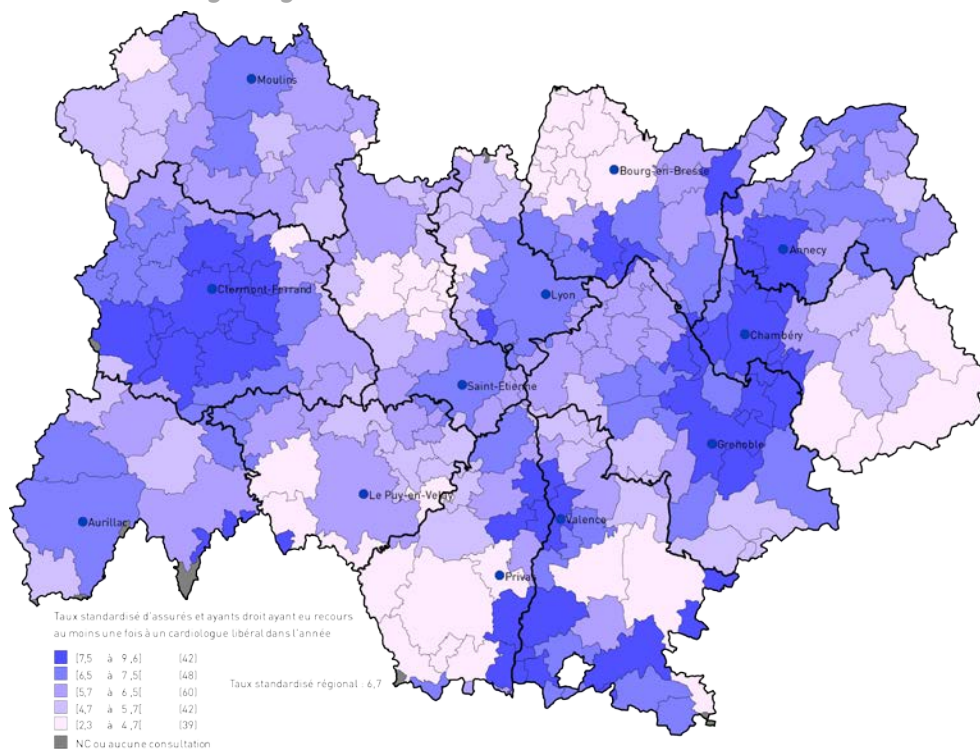 Moulins
Bourg-en-Bresse
Annecy
Clermont-Ferrand
Lyon
Chambéry
Saint-Etienne
Grenoble
Le Puy-en-Velay
Aurillac
Valence
Privas
Taux standardisé d'assurés et ayants droit ayant eu recours
au moins une fois à un cardiologue libéral dans l'année
[7,5 à 9,6] (42)
[6,5 à 7,5[ (48)
[5,7 à 6,5[ (60)
[4,7 à 5,7[ (42)
[2,3 à 4,7[ (39)
NC ou aucune consultation
Taux standardisé régional : 6,7